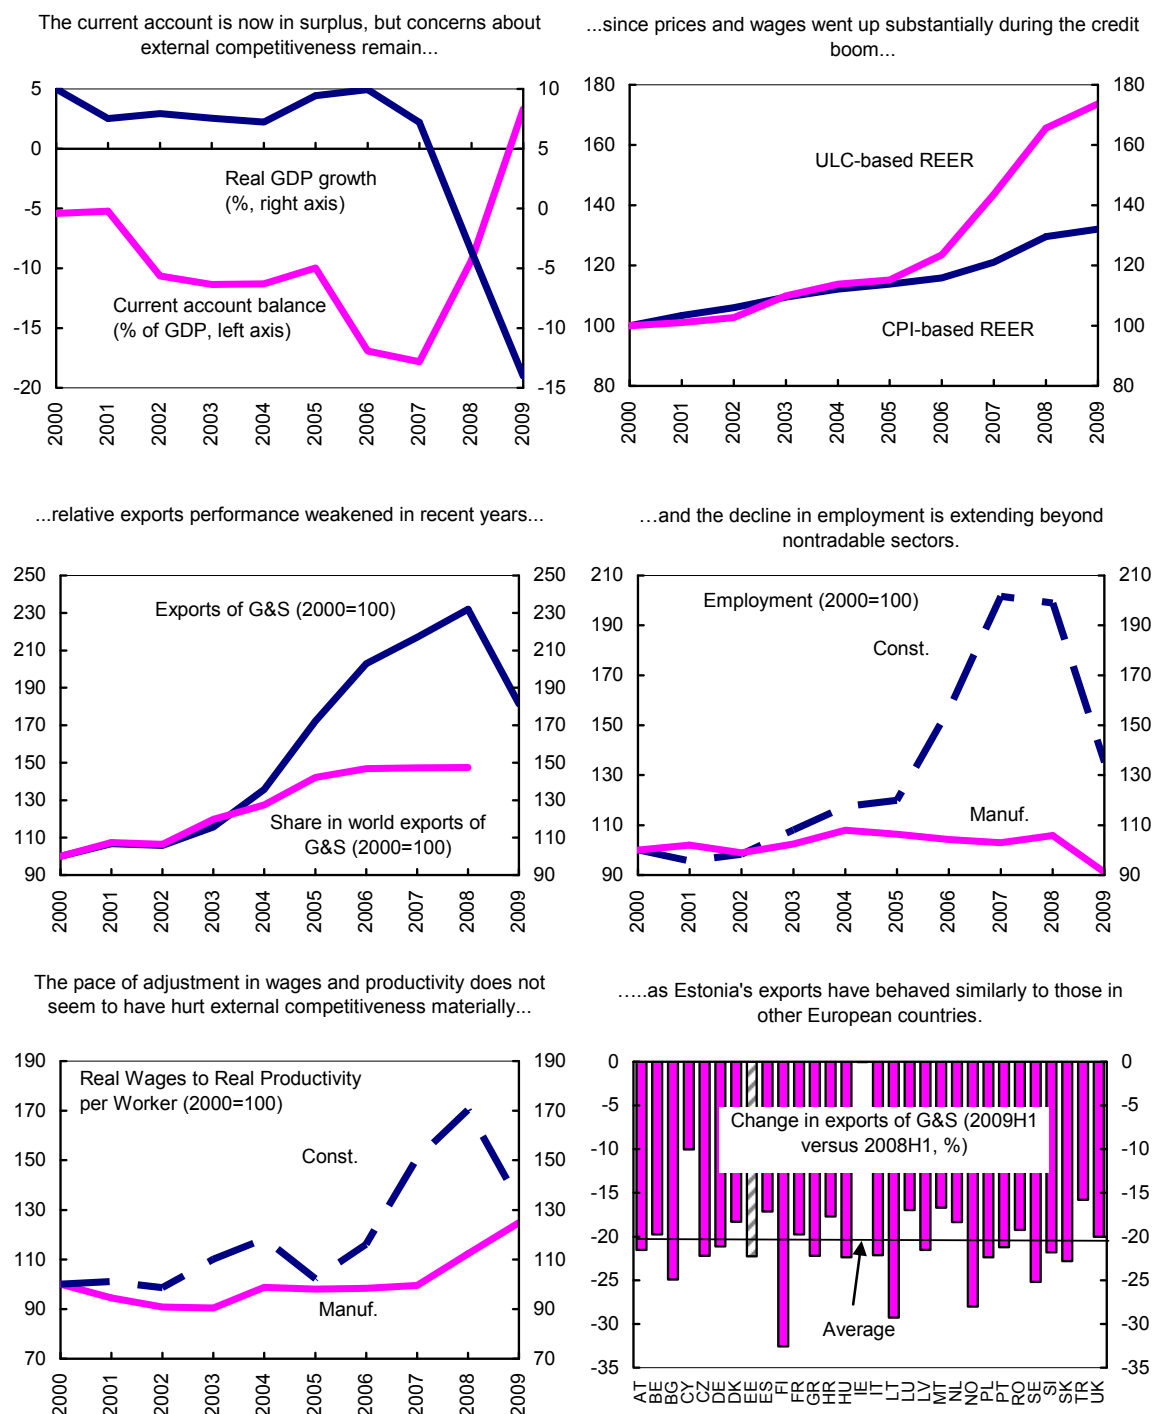 The current account is now in surplus, but concerns about
external competitiveness remain...
5
0
-5
-10
-15
-20
10
5
0
-5
-10
-15
Real GDP growth
(%, right axis)
Current account balance
(% of GDP, left axis)
2000
2001
2002
2003
2004
2005
2006
2007
2008
2009
...since prices and wages went up substantially during the credit
boom...
180
160
140
120
100
80
180
160
140
120
100
80
ULC-based REER
CPI-based REER
2000
2001
2002
2003
2004
2005
2006
2007
2008
2009
...relative exports performance weakened in recent years...
250
230
210
190
170
150
130
110
90
250
230
210
190
170
150
130
110
90
Exports of G&S (2000=100)
Share in world exports of
G&S (2000=100)
2000
2001
2002
2003
2004
2005
2006
2007
2008
2009
…and the decline in employment is extending beyond
nontradable sectors.
210
190
170
150
130
110
90
210
190
170
150
130
110
90
Employment (2000=100)
Const.
Manuf.
2000
2001
2002
2003
2004
2005
2006
2007
2008
2009
The pace of adjustment in wages and productivity does not
seem to have hurt external competitiveness materially...
190
170
150
130
110
90
70
190
170
150
130
110
90
70
Real Wages to Real Productivity
per Worker (2000=100)
Const.
Manuf.
2000
2001
2002
2003
2004
2005
2006
2007
2008
2009
…..as Estonia's exports have behaved similarly to those in
other European countries.
0
-5
-10
-15
-20
-25
-30
-35
0
-5
-10
-15
-20
-25
-30
-35
Change in exports of G&S (2009H1
versus 2008H1, %)
Average
AT
BE
BG
CY
CZ
DE
DK
EE
ES
FI
FR
GR
HR
HU
IE
IT
LT
LU
LV
MT
NL
NO
PL
PT
RO
SE
SI
SK
TR
UK